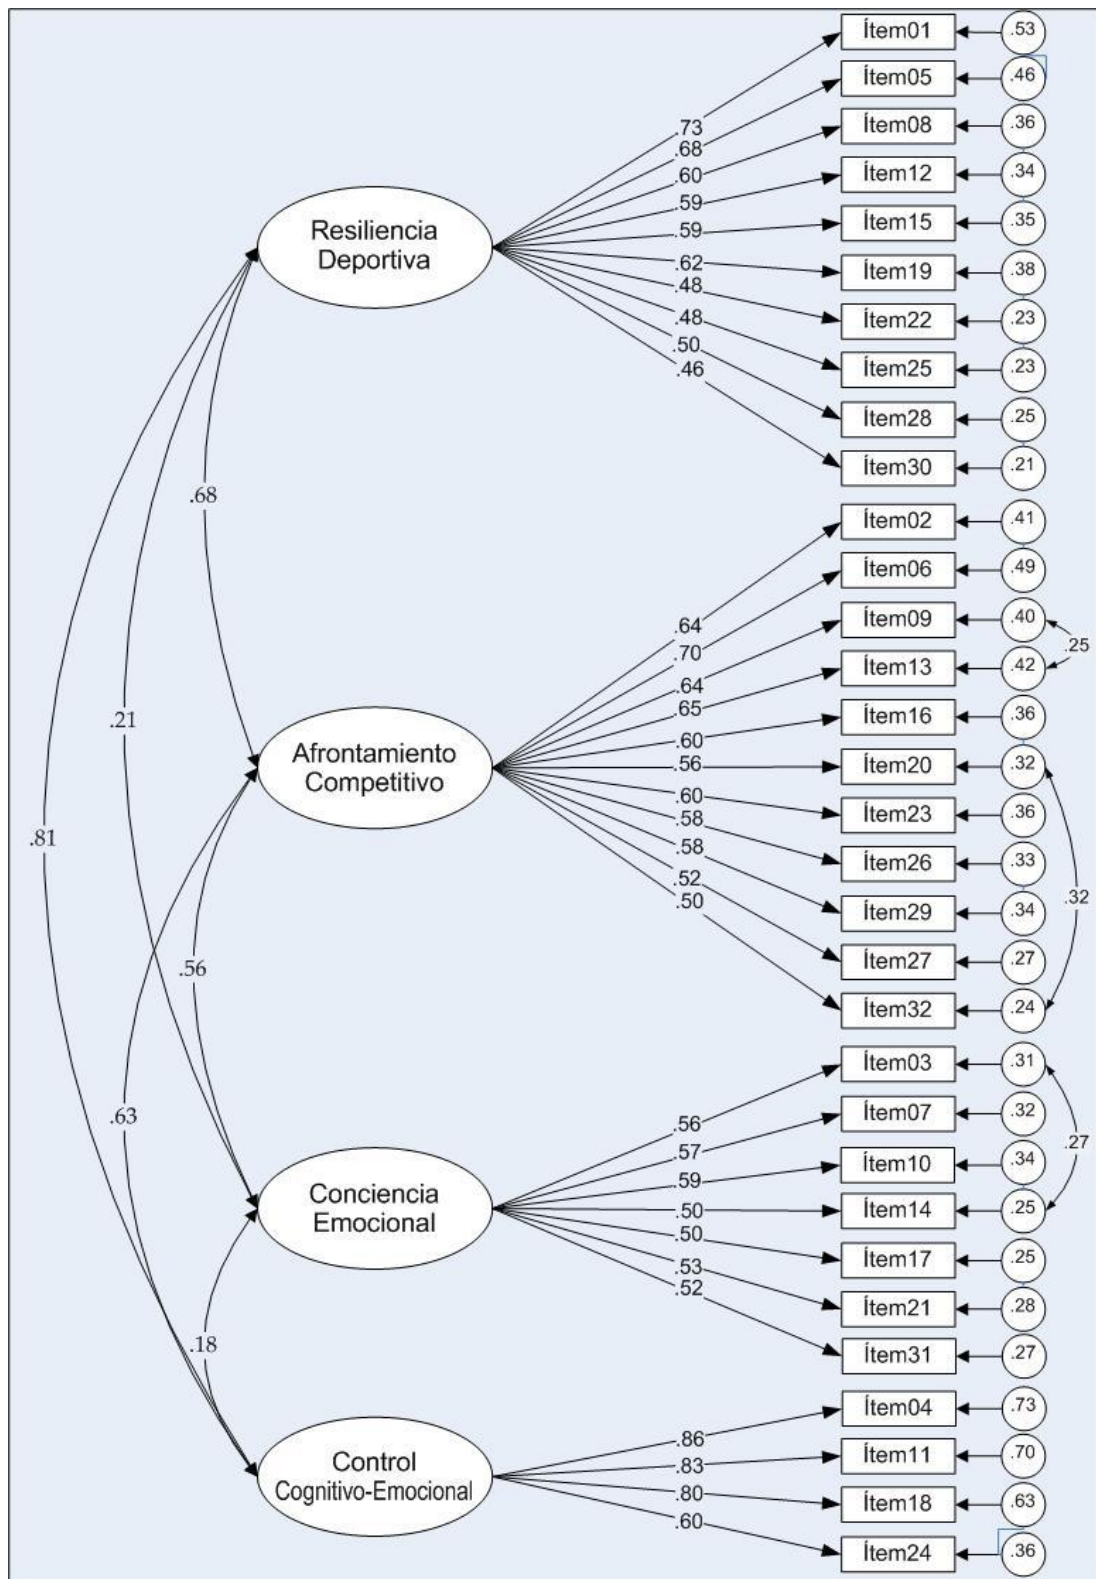 Ítem01
.53
Ítem05
.46
Ítem08
.36
.73
.68
Ítem12
.34
.60
.59
Resiliencia
Deportiva
.59
Ítem15
.35
.62
Ítem19
.38
.48
Ítem22
.23
.48
.50
Ítem25
.23
.46
Ítem28
.25
Ítem30
.21
.68
Ítem02
.41
Ítem06
.49
.64
Ítem09
.40
.25
.70
Ítem13
.42
.64
.65
.21
Ítem16
.36
.60
Afrontamiento
Competitivo
.56
Ítem20
.32
.60
Ítem23
.36
.58
.81
.58
Ítem26
.33
.52
.50
Ítem29
.34
.32
.56
Ítem27
.27
Ítem32
.24
Ítem03
.31
.63
.56
Ítem07
.32
.27
.57
Ítem10
.34
.59
Conciencia
Emocional
.50
Ítem14
.25
.50
Ítem17
.25
.53
.52
Ítem21
.28
.18
Ítem31
.27
Ítem04
.73
.86
Ítem11
.70
.83
Control
Cognitivo-Emocional
.80
Ítem18
.63
.60
Ítem24
.36